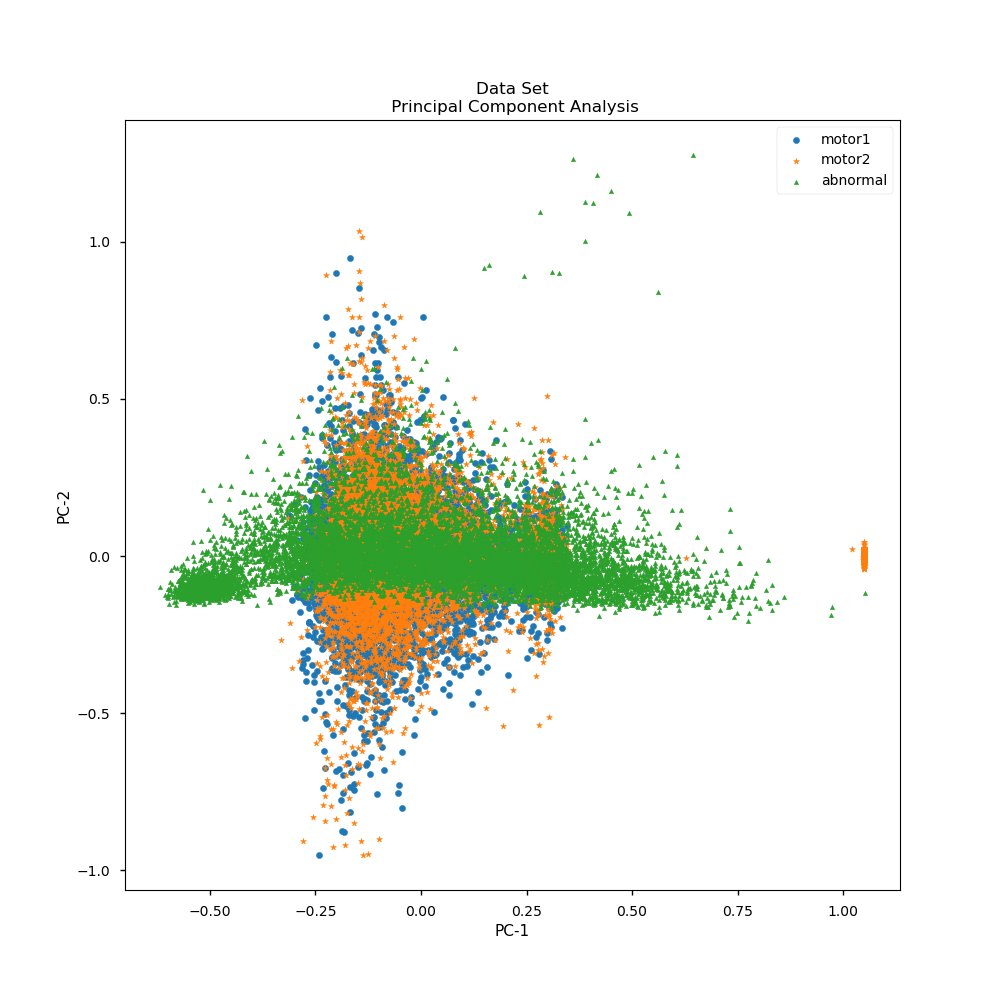 Data Set
Principal Component Analysis
motor1
motor2
abnormal
PC-2
1.0
0.5
0.0
−0.5
−1.0
−0.50
−0.25
0.00
0.25
0.50
0.75
1.00
PC-1